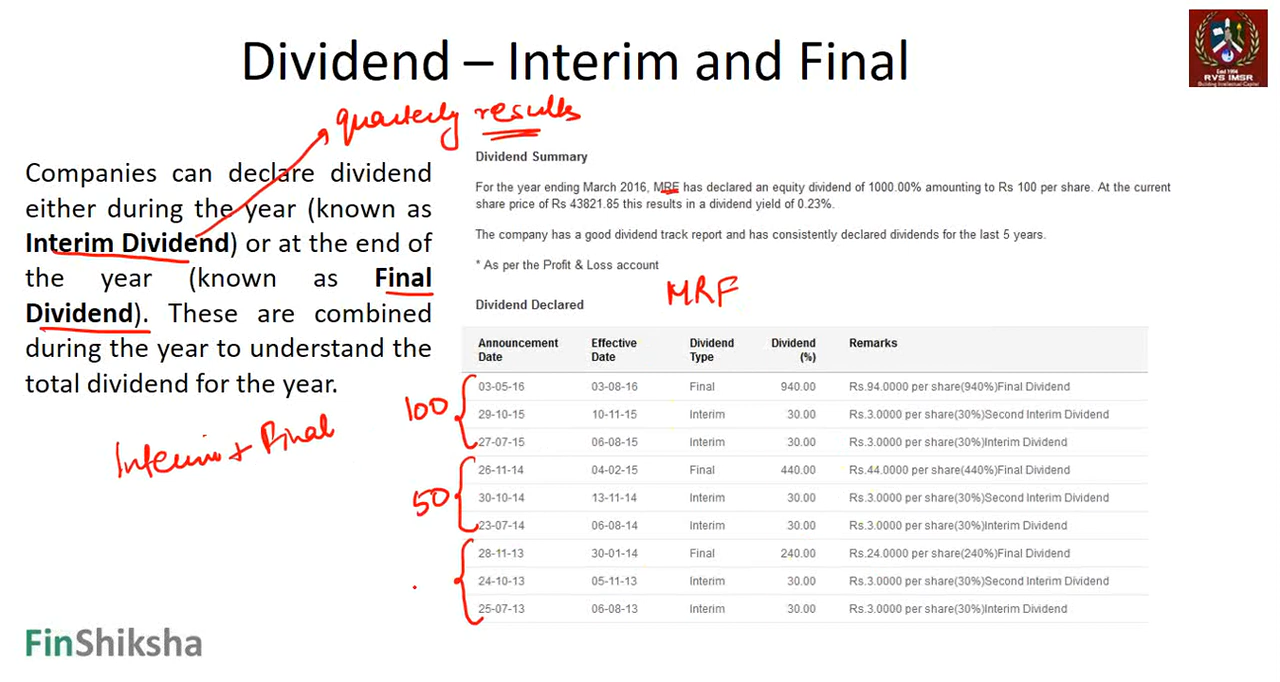 Dividend – Interim and Final
RVS IMSR
quarterly results
Companies can declare dividend
either during the year (known as
Interim Dividend) or at the end of
the year (known as Final
Dividend). These are combined
during the year to understand the
total dividend for the year.
Interim + Final
Dividend Summary
For the year ending March 2016, MRF has declared an equity dividend of 1000.00% amounting to Rs 100 per share. At the current
share price of Rs 43821.85 this results in a dividend yield of 0.23%.
The company has a good dividend track report and has consistently declared dividends for the last 5 years.
* As per the Profit & Loss account
MRF
Dividend Declared
Announcement Date Effective Date Dividend Type Dividend (%) Remarks
100
03-05-16 03-08-16 Final 940.00 Rs.94.0000 per share(940%)Final Dividend
29-10-15 10-11-15 Interim 30.00 Rs.3.0000 per share(30%)Second Interim Dividend
27-07-15 06-08-15 Interim 30.00 Rs.3.0000 per share(30%)Interim Dividend
50
26-11-14 04-02-15 Final 440.00 Rs.44.0000 per share(440%)Final Dividend
30-10-14 13-11-14 Interim 30.00 Rs.3.0000 per share(30%)Second Interim Dividend
23-07-14 06-08-14 Interim 30.00 Rs.3.0000 per share(30%)Interim Dividend
28-11-13 30-01-14 Final 240.00 Rs.24.0000 per share(240%)Final Dividend
24-10-13 05-11-13 Interim 30.00 Rs.3.0000 per share(30%)Second Interim Dividend
25-07-13 06-08-13 Interim 30.00 Rs.3.0000 per share(30%)Interim Dividend
FinShiksha